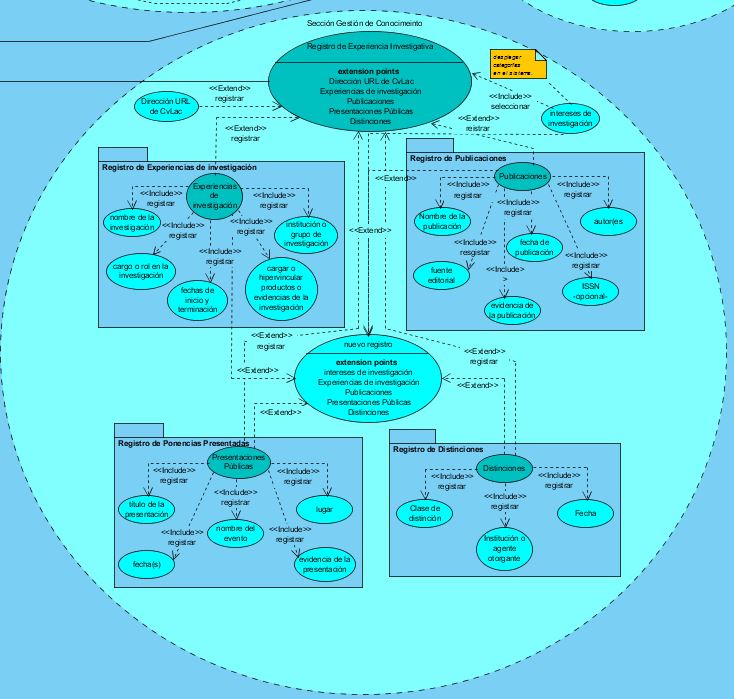 Sección Gestión de Conocimeinto
Registro de Experiencia Investigativa
extension points
Dirección URL de CvLac
Experiencias de investigación
Publicaciones
Presentaciones Públicas
Distinciones
desplegar
categorías
en el sistema.
Dirección URL
de CvLac
<<Extend>>
registrar
<<Include>>
seleccionar
intereses de
investigación
<<Extend>>
registrar
<<Extend>>
reistrar
<<Extend>>
<<Extend>>
Registro de Experiencias de investigación
Experiencias
de
investigación
<<Include>>
registrar
nombre de la
investigación
<<Include>>
registrar
cargo o rol en la
investigación
<<Include>>
registrar
fechas de
inicio y
terminación
<<Include>>
registrar
cargar o
hipervincular
productos o
evidencias de la
investigación
<<Include>>
registrar
institución o
grupo de
investigación
Registro de Publicaciones
Publicaciones
<<Include>>
registrar
Nombre de la
publicación
<<Include>>
resgistrar
fuente
editorial
<<Include>>
registrar
fecha de
publicación
<<Include>
>
evidencia de
la publicación
<<Include>>
registrar
autor(es
<<Include>>
registrar
ISSN
-opcional-
nuevo registro
extension points
intereses de investigación
Experiencias de investigación
Publicaciones
Presentaciones Públicas
Distinciones
<<Extend>>
registrar
<<Extend>>
<<Extend>>
<<Extend>>
registrar
<<Extend>>
Registro de Ponencias Presentadas
Presentaciones
Públicas
<<Include>>
registrar
título de la
presentación
<<Include>>
registrar
fecha(s)
<<Include>>
registrar
nombre del
evento
<<Include>>
registrar
lugar
<<Include>>
registrar
evidencia de la
presentación
Registro de Distinciones
Distinciones
<<Include>>
registrar
Clase de
distinción
<<Include>>
registrar
Institución o
agente
otorgante
<<Include>>
registrar
Fecha